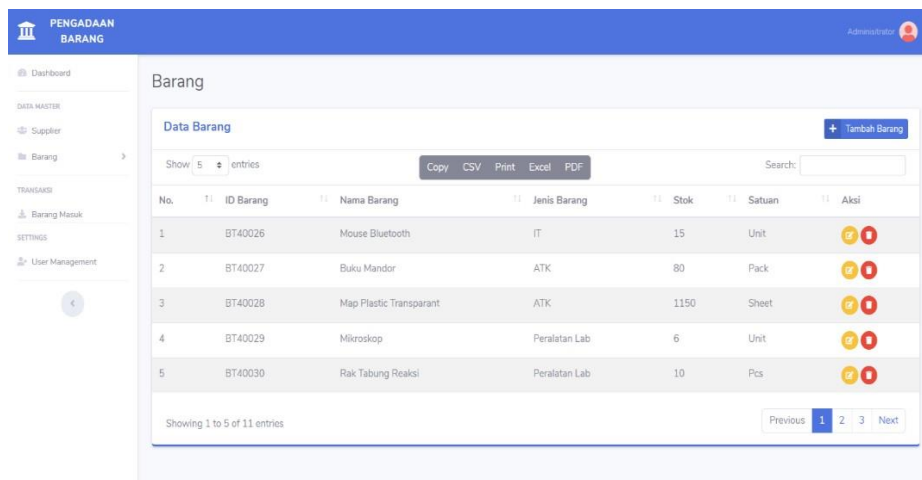 PENGADAAN
BARANG
Adminsitrator
Dashboard
Barang
DATA MASTER
Supplier
Data Barang
+ Tambah Barang
Barang
Show 5 entries
Copy CSV Print Excel PDF
Search:
TRANSAKSI
No. ID Barang Nama Barang Jenis Barang Stok Satuan Aksi
Barang Masuk
SETTINGS
1 BT40026 Mouse Bluetooth IT 15 Unit
User Management
2 BT40027 Buku Mandor ATK 80 Pack
3 BT40028 Map Plastic Transparant ATK 1150 Sheet
4 BT40029 Mikroskop Peralatan Lab 6 Unit
5 BT40030 Rak Tabung Reaksi Peralatan Lab 10 Pcs
Showing 1 to 5 of 11 entries
Previous 1 2 3 Next